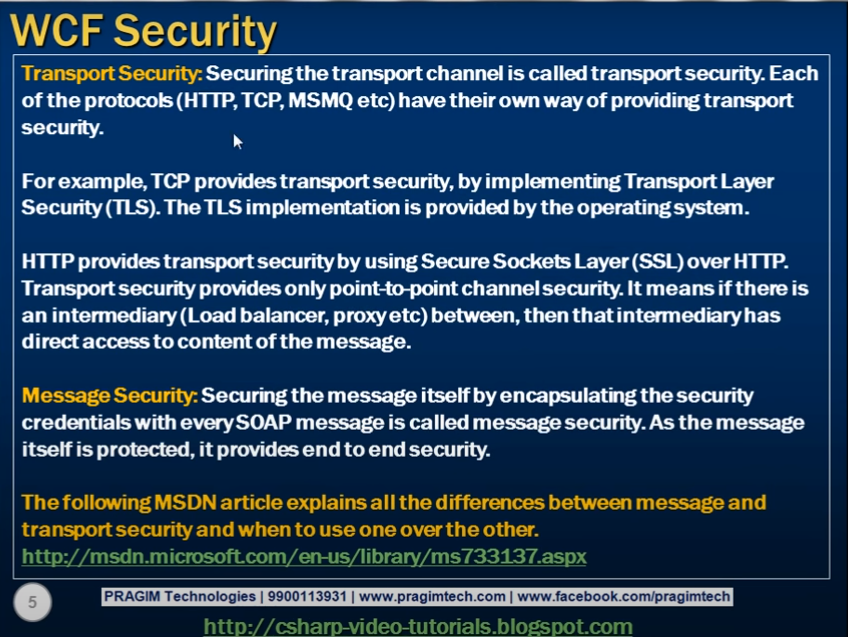 WCF Security
Transport Security: Securing the transport channel is called transport security. Each
of the protocols (HTTP, TCP, MSMQ etc) have their own way of providing transport
security.
For example, TCP provides transport security, by implementing Transport Layer
Security (TLS). The TLS implementation is provided by the operating system.
HTTP provides transport security by using Secure Sockets Layer (SSL) over HTTP.
Transport security provides only point-to-point channel security. It means if there is
an intermediary (Load balancer, proxy etc) between, then that intermediary has
direct access to content of the message.
Message Security: Securing the message itself by encapsulating the security
credentials with every SOAP message is called message security. As the message
itself is protected, it provides end to end security.
The following MSDN article explains all the differences between message and
transport security and when to use one over the other.
http://msdn.microsoft.com/en-us/library/ms733137.aspx
5
PRAGIM Technologies | 9900113931 | www.pragimtech.com | www.facebook.com/pragimtech
http://csharp-video-tutorials.blogspot.com